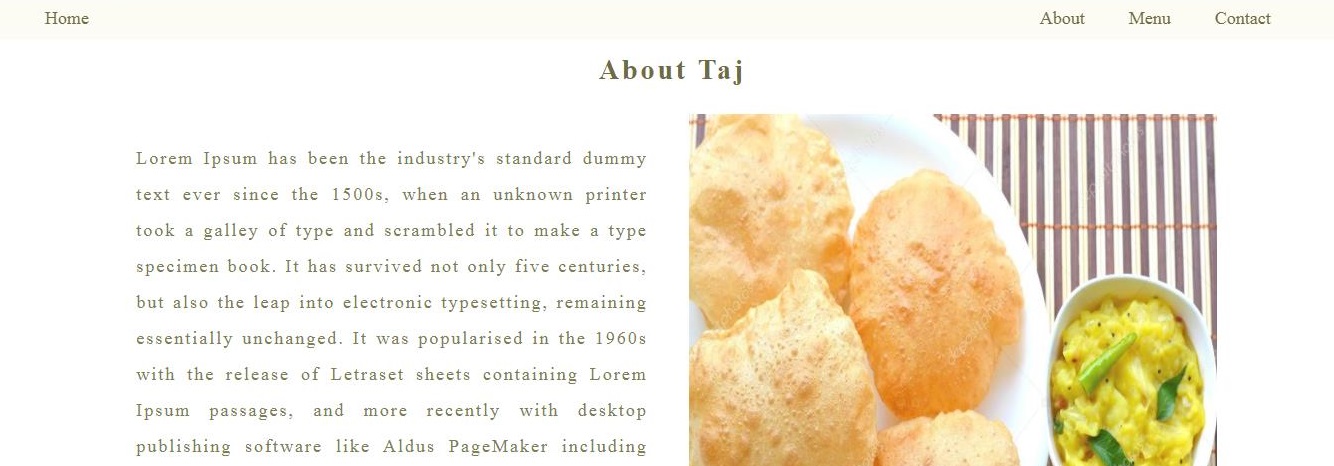 Home
About Menu Contact
About Taj
Lorem Ipsum has been the industry's standard dummy
text ever since the 1500s, when an unknown printer
took a galley of type and scrambled it to make a type
specimen book. It has survived not only five centuries,
but also the leap into electronic typesetting, remaining
essentially unchanged. It was popularised in the 1960s
with the release of Letraset sheets containing Lorem
Ipsum passages, and more recently with desktop
publishing software like Aldus PageMaker including